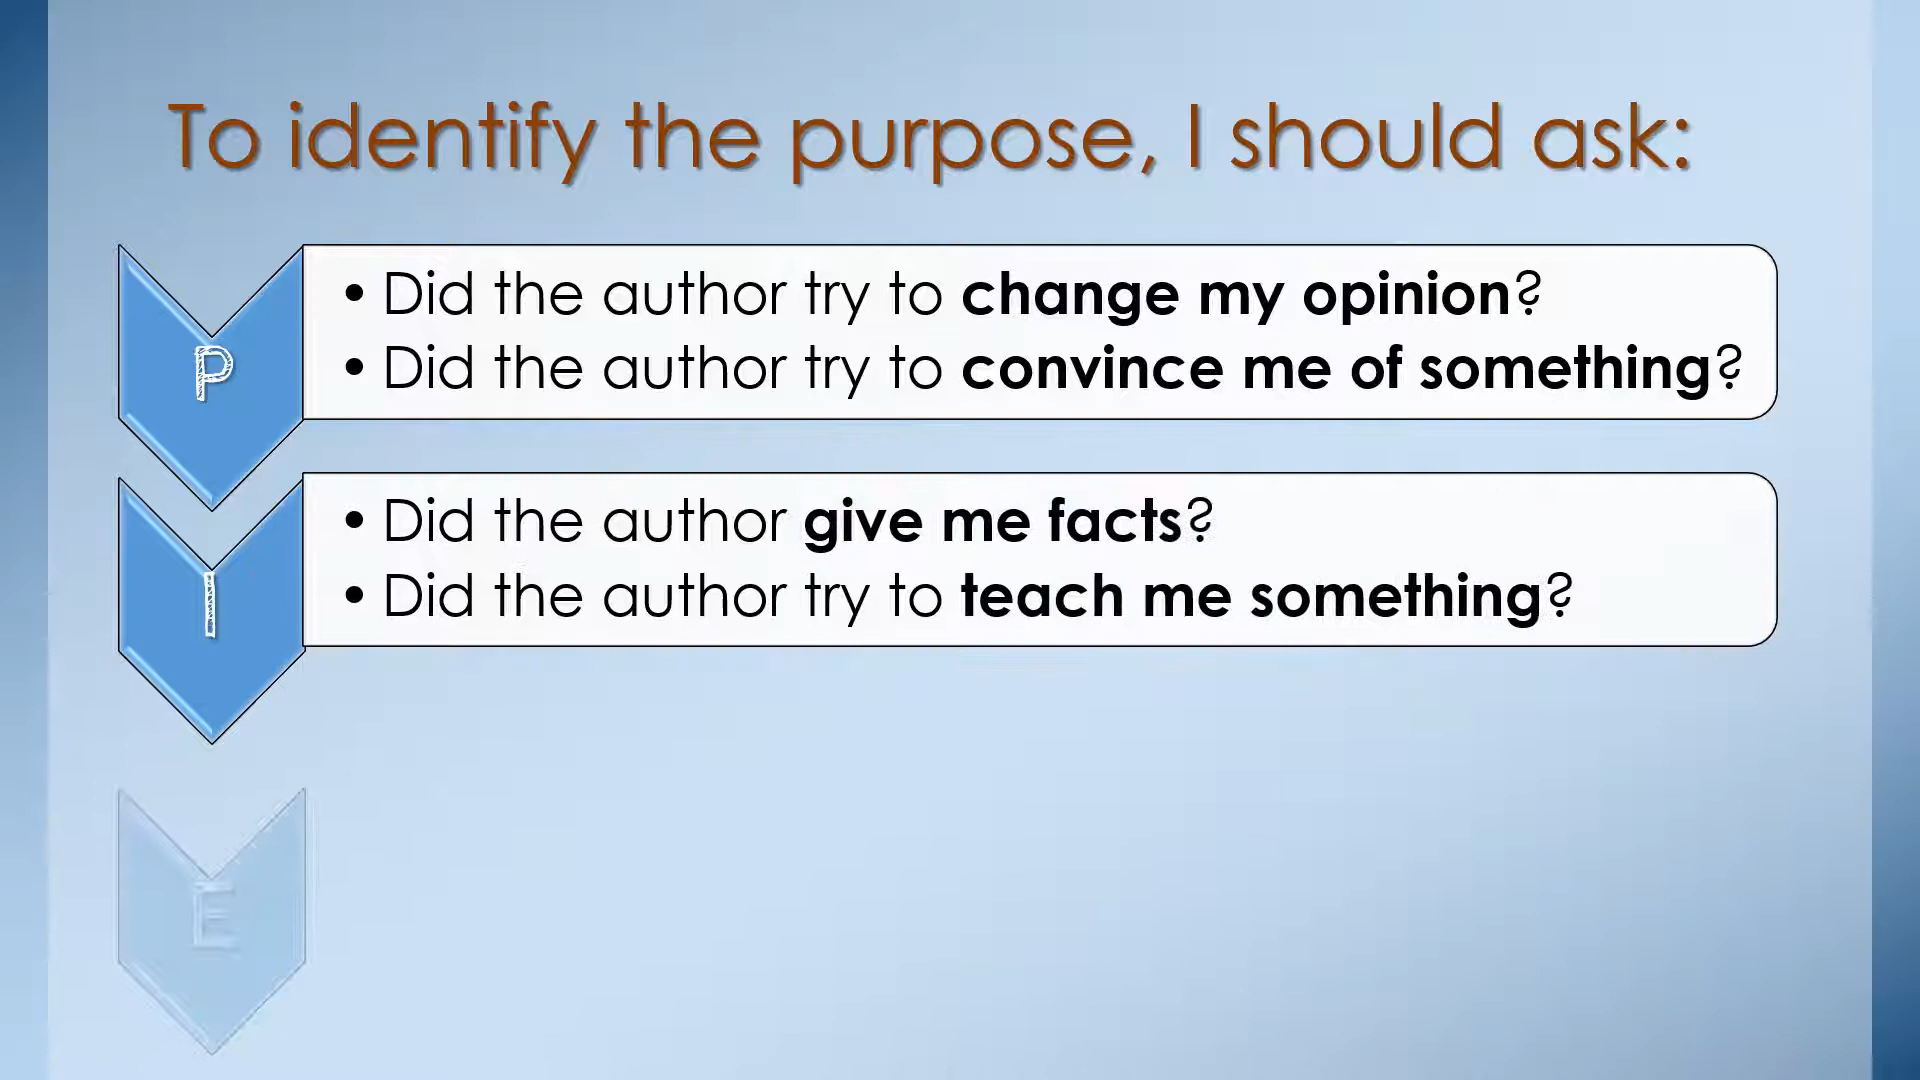 To identify the purpose, I should ask:
P
• Did the author try to change my opinion?
• Did the author try to convince me of something?
I
• Did the author give me facts?
• Did the author try to teach me something?
E